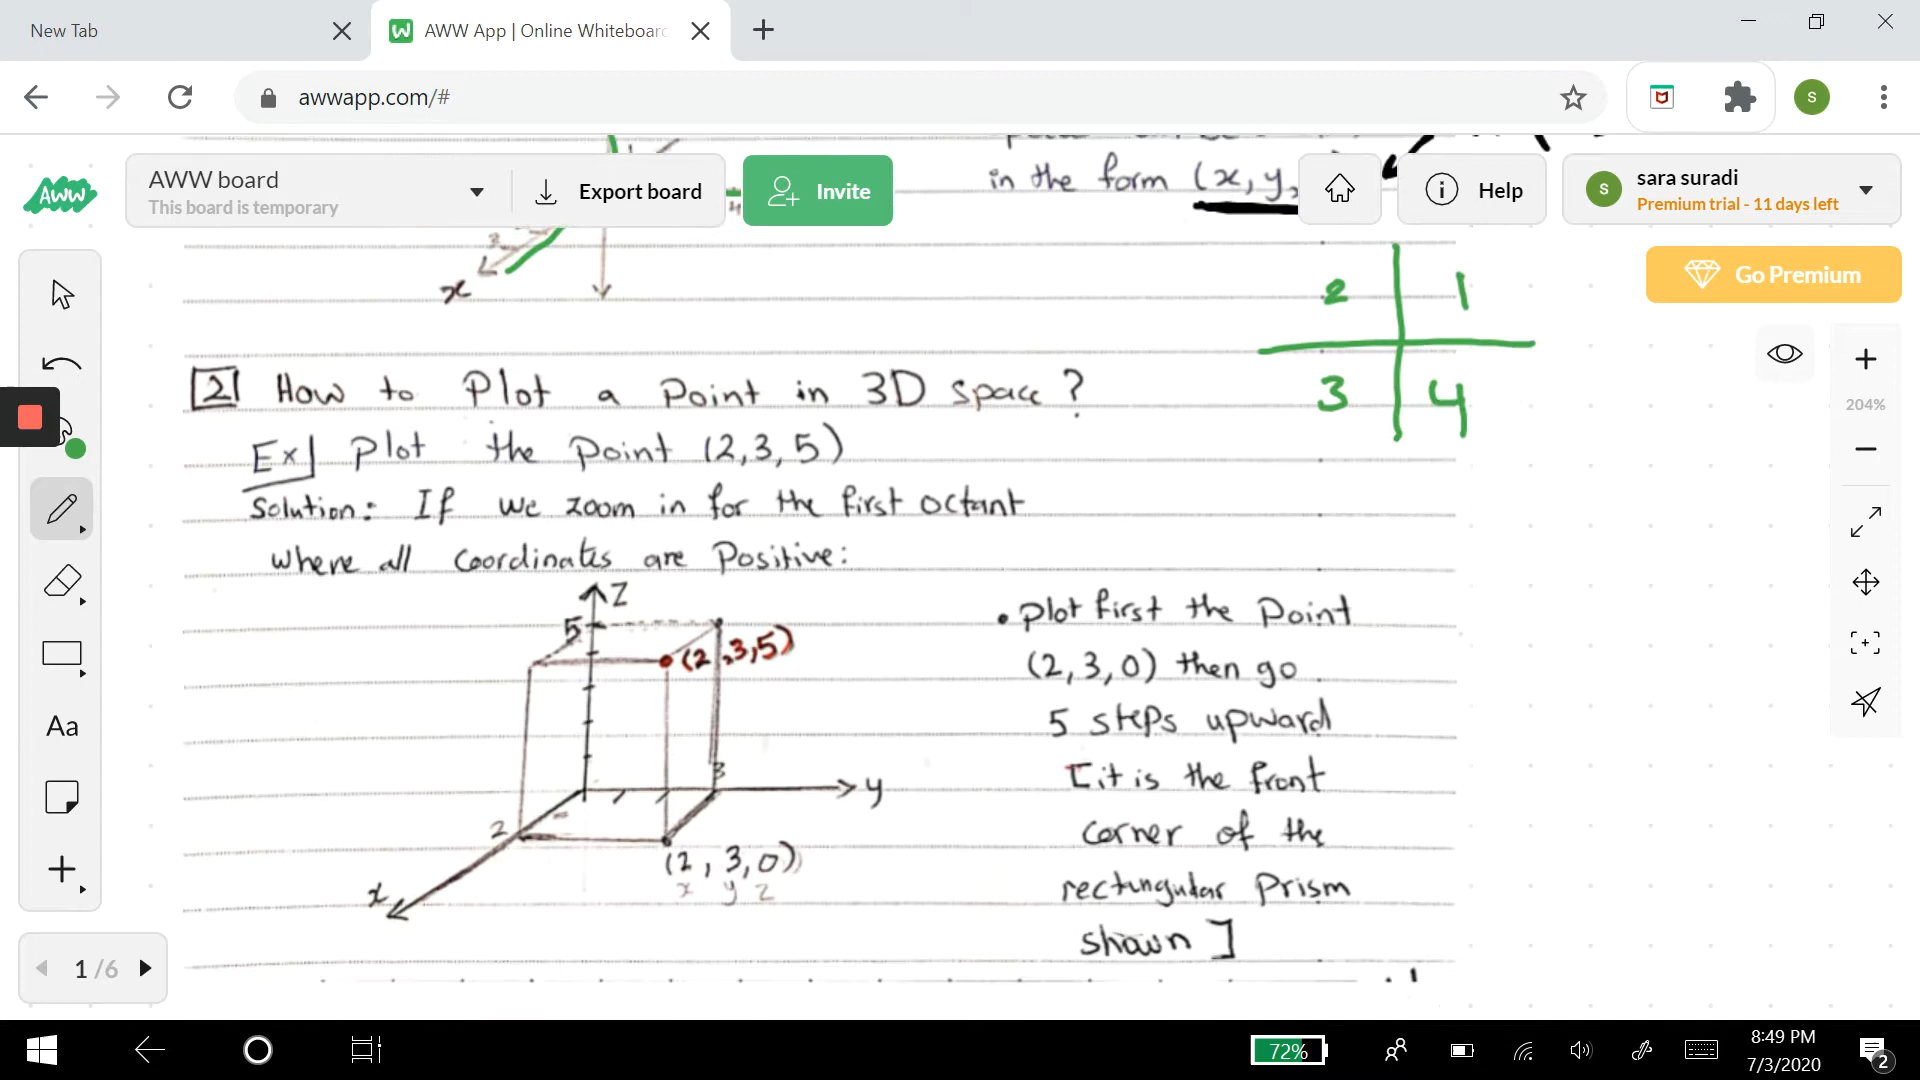 New Tab
AWW App | Online Whiteboard
awwapp.com/#
S
in the form (x, y,
AWW
AWW board
This board is temporary
Export board
Invite
Help
S
sara suradi
Premium trial - 11 days left
Go Premium
x
2 1
3 4
204%
2 How to Plot a Point in 3D space?
Ex Plot the Point (2,3,5)
Solution: If we zoom in for the first octant
where all coordinates are Positive:
Z
5
(2,3,5)
3
y
2
x
(2, 3, 0)
x y z
• Plot first the Point
(2,3,0) then go
5 steps upward
[it is the front
corner of the
rectangular Prism
shown]
Aa
1 /6
72%
8:49 PM
7/3/2020
2